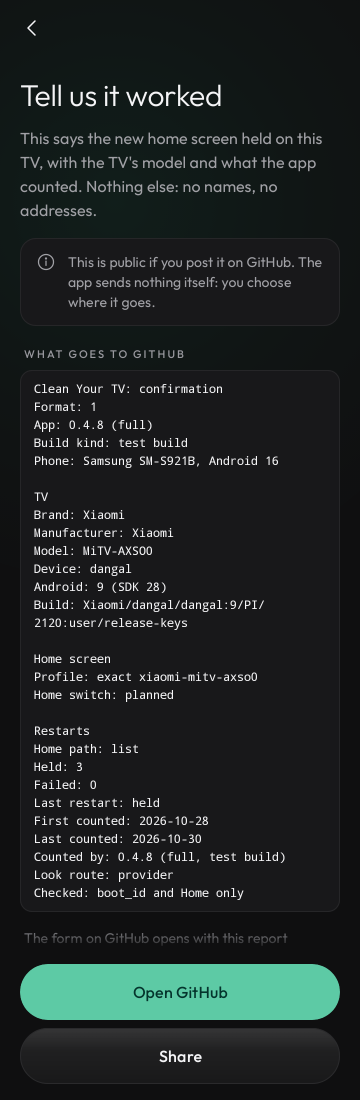 Tell us it worked
This says the new home screen held on this
TV, with the TV's model and what the app
counted. Nothing else: no names, no
addresses.
This is public if you post it on GitHub. The
app sends nothing itself: you choose
where it goes.
WHAT GOES TO GITHUB
Clean Your TV: confirmation
Format: 1
App: 0.4.8 (full)
Build kind: test build
Phone: Samsung SM-S921B, Android 16
TV
Brand: Xiaomi
Manufacturer: Xiaomi
Model: MiTV-AXSO0
Device: dangal
Android: 9 (SDK 28)
Build: Xiaomi/dangal/dangal:9/PI/
2120:user/release-keys
Home screen
Profile: exact xiaomi-mitv-axso0
Home switch: planned
Restarts
Home path: list
Held: 3
Failed: 0
Last restart: held
First counted: 2026-10-28
Last counted: 2026-10-30
Counted by: 0.4.8 (full, test build)
Look route: provider
Checked: boot_id and Home only
The form on GitHub opens with this report
Open GitHub
Share